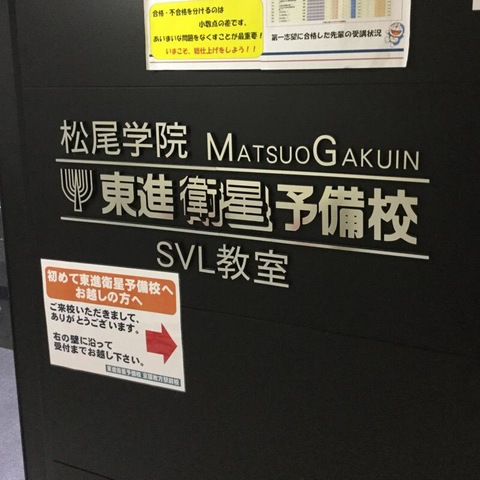 合格・不合格を分けるのは
小数点の差です。
あいまいな問題をなくすことが最重要！
いまこそ、総仕上げをしよう！！
第一志望に合格した先輩の受講状況
松尾学院 MATSUOGAKUIN
東進衛星予備校
SVL教室
初めて東進衛星予備校へ
お越しの方へ
ご来校いただきまして、
ありがとうございます。
右の壁に沿って
受付までお越し下さい。